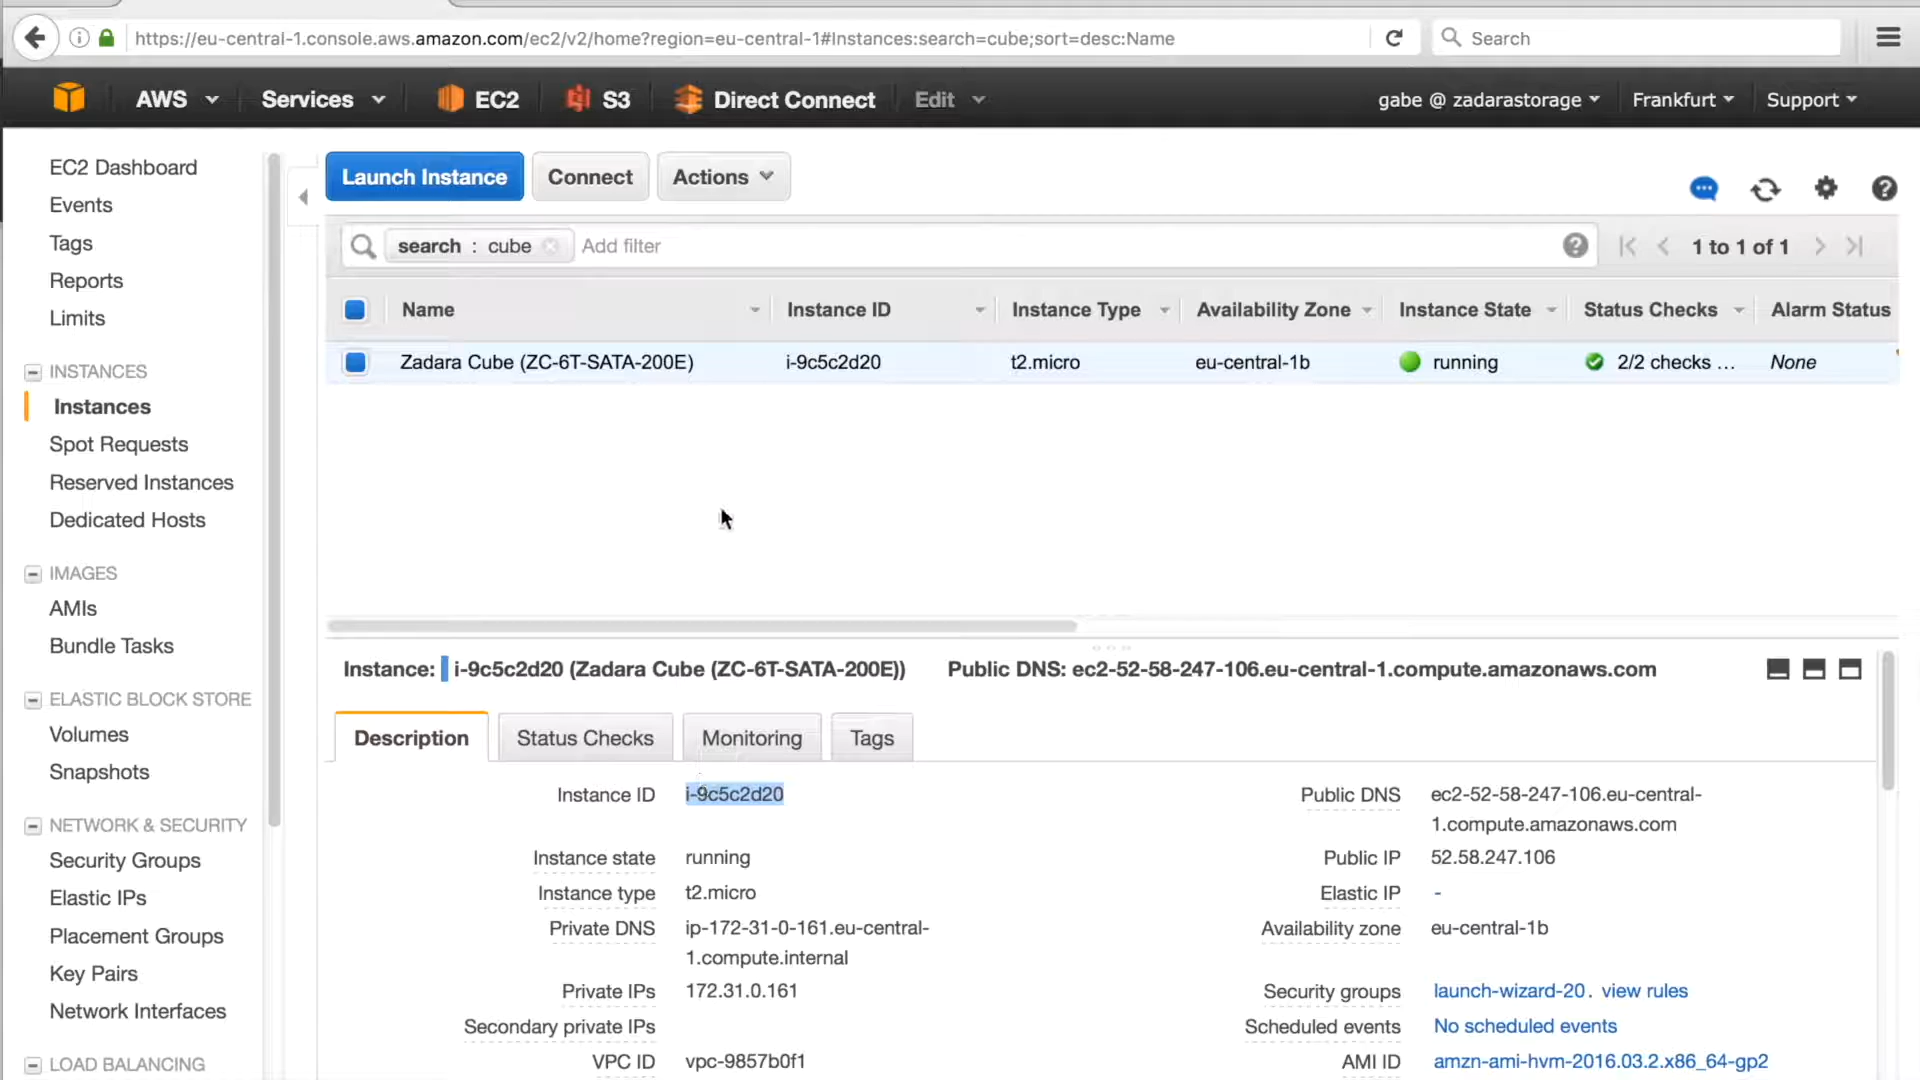 https://eu-central-1.console.aws.amazon.com/ec2/v2/home?region=eu-central-1#Instances:search=cube;sort=desc:Name
Search
AWS Services EC2 S3 Direct Connect Edit gabe @ zadarastorage Frankfurt Support
EC2 Dashboard
Events
Tags
Reports
Limits
INSTANCES
Instances
Spot Requests
Reserved Instances
Dedicated Hosts
IMAGES
AMIs
Bundle Tasks
ELASTIC BLOCK STORE
Volumes
Snapshots
NETWORK & SECURITY
Security Groups
Elastic IPs
Placement Groups
Key Pairs
Network Interfaces
LOAD BALANCING
Launch Instance Connect Actions
search : cube Add filter 1 to 1 of 1
Name Instance ID Instance Type Availability Zone Instance State Status Checks Alarm Status
Zadara Cube (ZC-6T-SATA-200E) i-9c5c2d20 t2.micro eu-central-1b running 2/2 checks ... None
Instance: i-9c5c2d20 (Zadara Cube (ZC-6T-SATA-200E)) Public DNS: ec2-52-58-247-106.eu-central-1.compute.amazonaws.com
Description Status Checks Monitoring Tags
Instance ID i-9c5c2d20
Instance state running
Instance type t2.micro
Private DNS ip-172-31-0-161.eu-central-
1.compute.internal
Private IPs 172.31.0.161
Secondary private IPs
VPC ID vpc-9857b0f1
Public DNS ec2-52-58-247-106.eu-central-
1.compute.amazonaws.com
Public IP 52.58.247.106
Elastic IP -
Availability zone eu-central-1b
Security groups launch-wizard-20. view rules
Scheduled events No scheduled events
AMI ID amzn-ami-hvm-2016.03.2.x86_64-gp2